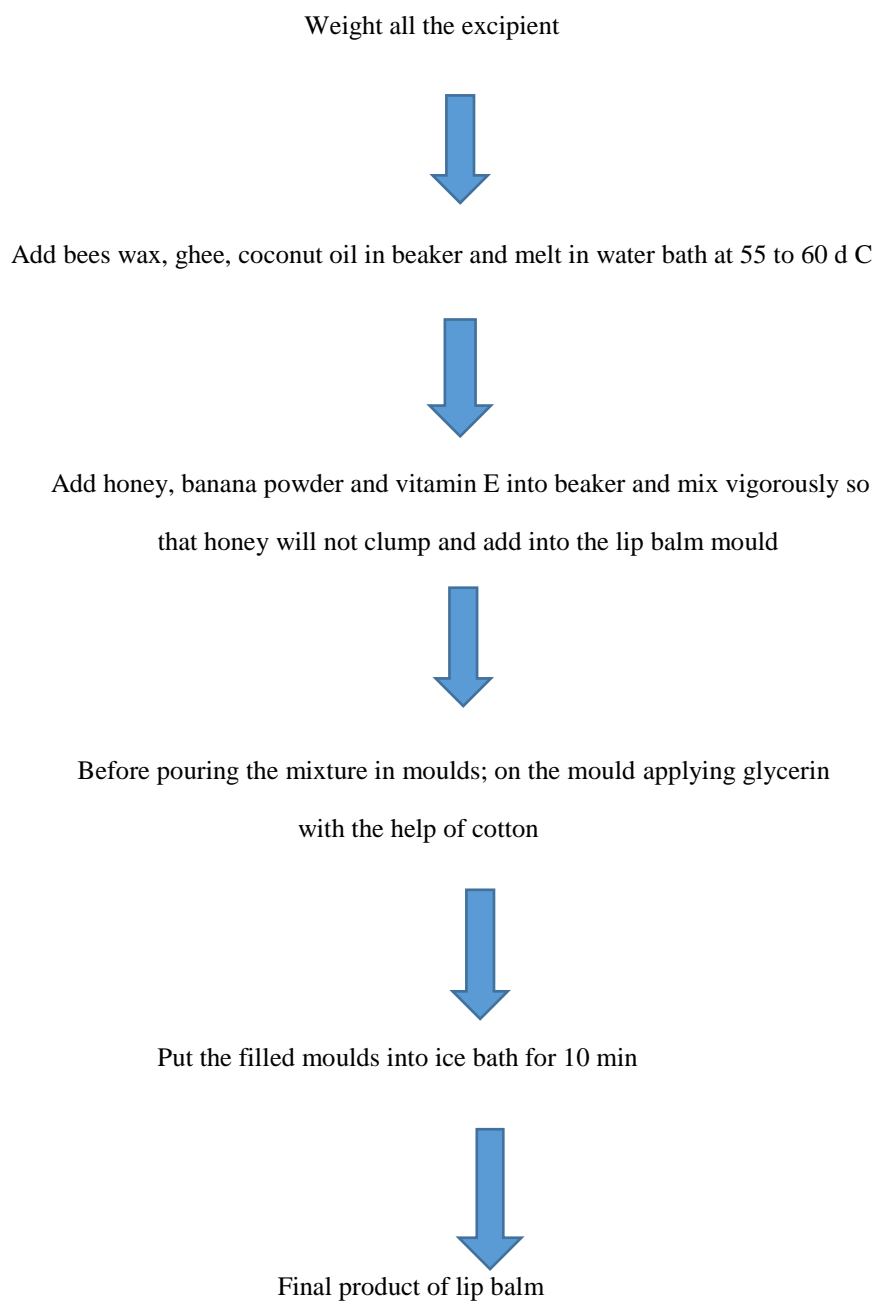 Weight all the excipient
Add bees wax, ghee, coconut oil in beaker and melt in water bath at 55 to 60 d C
Add honey, banana powder and vitamin E into beaker and mix vigorously so
that honey will not clump and add into the lip balm mould
Before pouring the mixture in moulds; on the mould applying glycerin
with the help of cotton
Put the filled moulds into ice bath for 10 min
Final product of lip balm